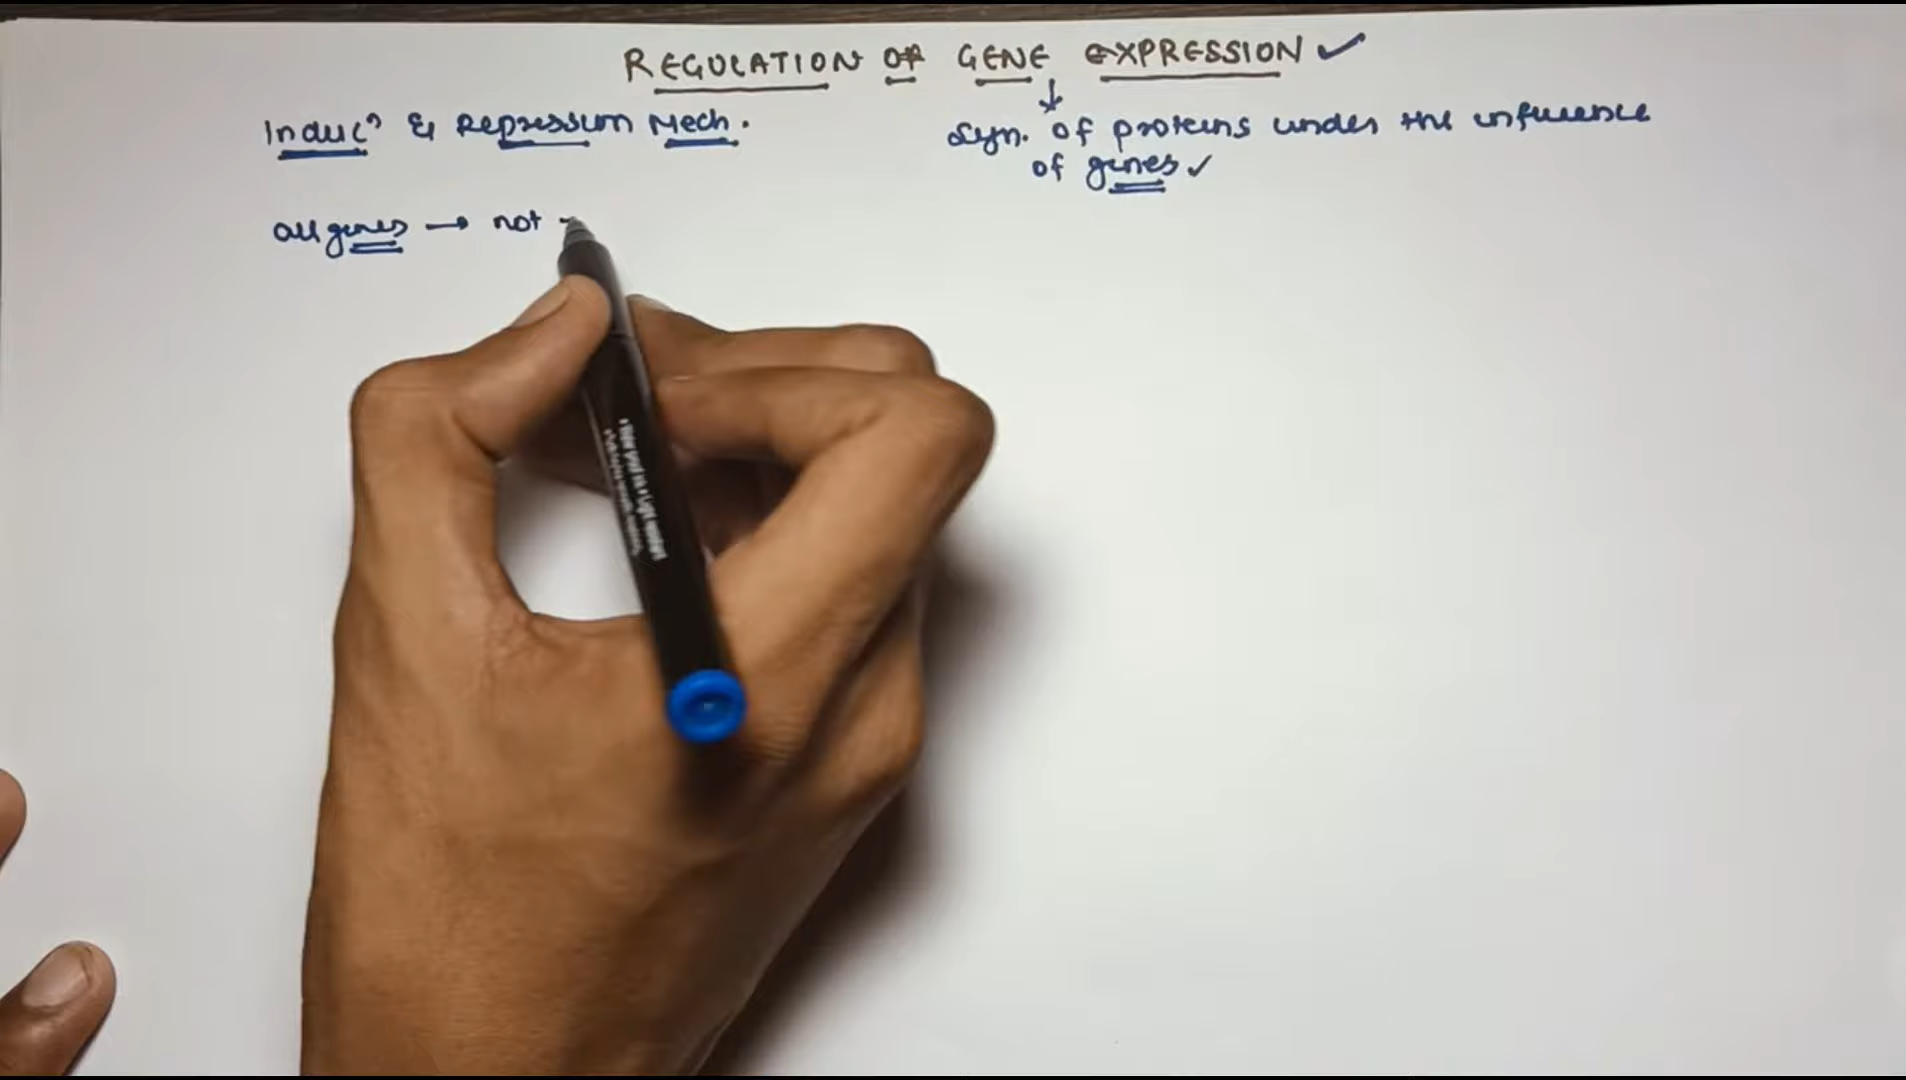 REGULATION OF GENE EXPRESSION ✓
Induc^n & Repression Mech.
↓
Syn. of proteins under the influence
of genes ✓
all genes → not